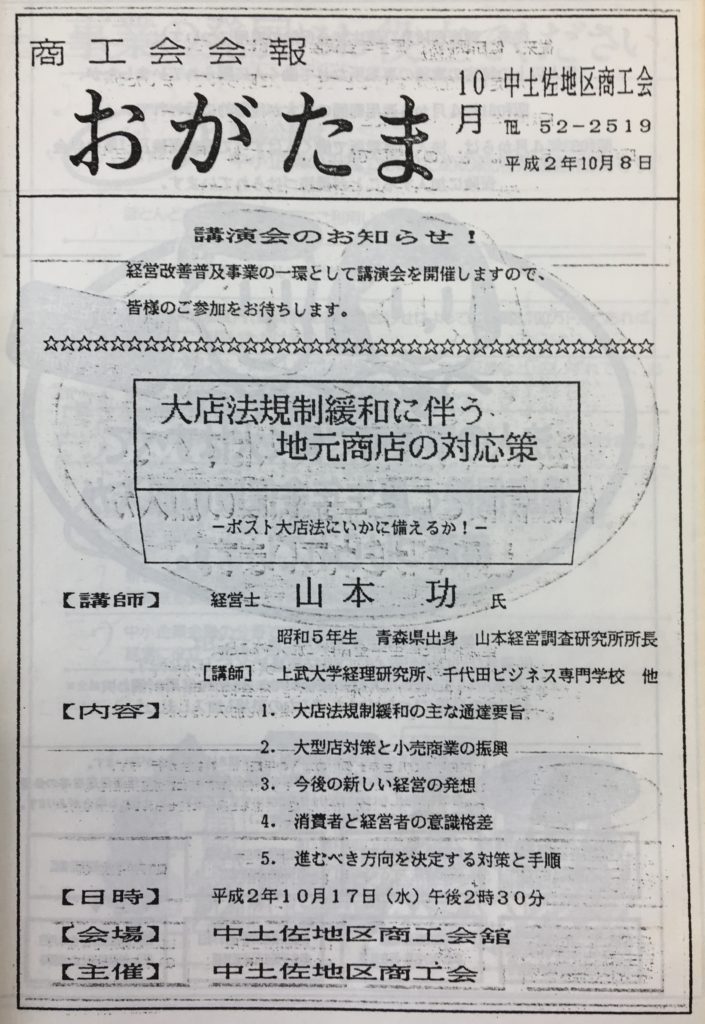 商工会会報
おがたま
10月
中土佐地区商工会
℡ 52-2519
平成2年10月8日
講演会のお知らせ！
経営改善普及事業の一環として講演会を開催しますので、
皆様のご参加をお待ちします。
☆☆☆☆☆☆☆☆☆☆☆☆☆☆☆☆☆☆☆☆☆☆☆☆☆☆☆☆☆☆☆☆☆☆☆☆☆☆☆☆☆☆
大店法規制緩和に伴う
地元商店の対応策
－ポスト大店法にいかに備えるか！－
【講師】 経営士 山本 功 氏
昭和5年生 青森県出身 山本経営調査研究所所長
［講師］ 上武大学経理研究所、千代田ビジネス専門学校 他
【内容】 1. 大店法規制緩和の主な通達要旨
2. 大型店対策と小売商業の振興
3. 今後の新しい経営の発想
4. 消費者と経営者の意識格差
5. 進むべき方向を決定する対策と手順
【日時】 平成2年10月17日（水）午後2時30分
【会場】 中土佐地区商工会舘
【主催】 中土佐地区商工会